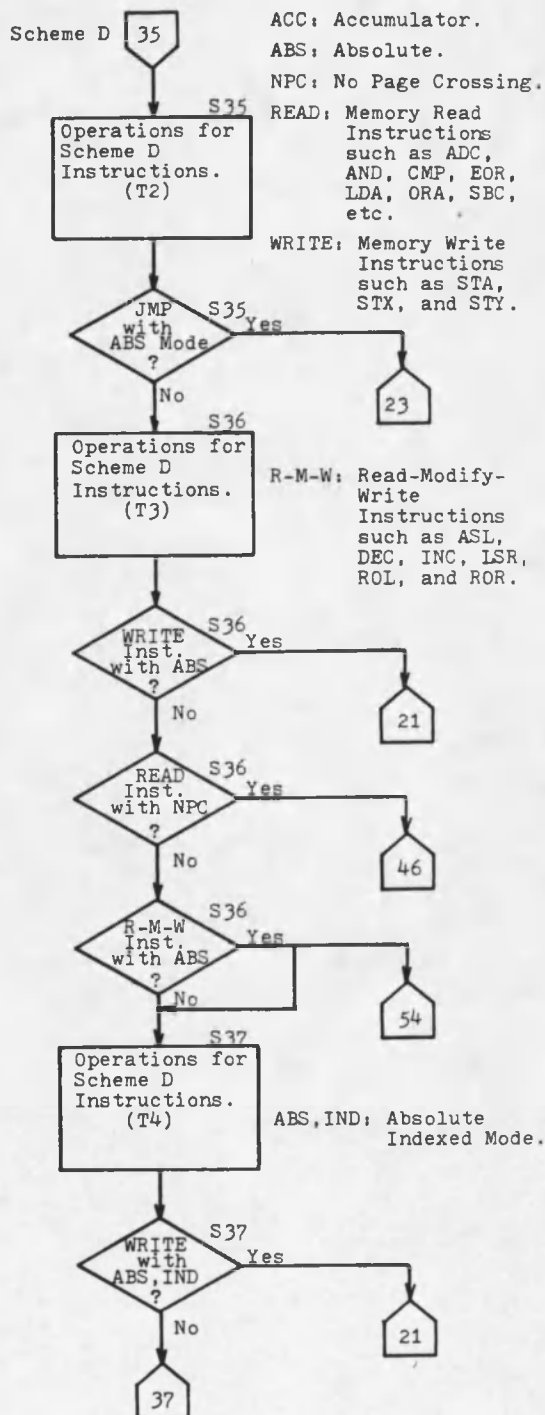 Scheme D 35
ACC: Accumulator.
ABS: Absolute.
NPC: No Page Crossing.
READ: Memory Read
Instructions
such as ADC,
AND, CMP, EOR,
LDA, ORA, SBC,
etc.
WRITE: Memory Write
Instructions
such as STA,
STX, and STY.
S35
Operations for
Scheme D
Instructions.
(T2)
JMP
with
ABS Mode
?
S35
Yes
23
No
S36
Operations for
Scheme D
Instructions.
(T3)
R-M-W: Read-Modify-
Write
Instructions
such as ASL,
DEC, INC, LSR,
ROL, and ROR.
WRITE
Inst.
with ABS
?
S36
Yes
21
No
READ
Inst.
with NPC
?
S36
Yes
46
No
R-M-W
Inst.
with ABS
?
S36
Yes
54
No
S37
Operations for
Scheme D
Instructions.
(T4)
ABS,IND: Absolute
Indexed Mode.
WRITE
with
ABS,IND
?
S37
Yes
21
No
37